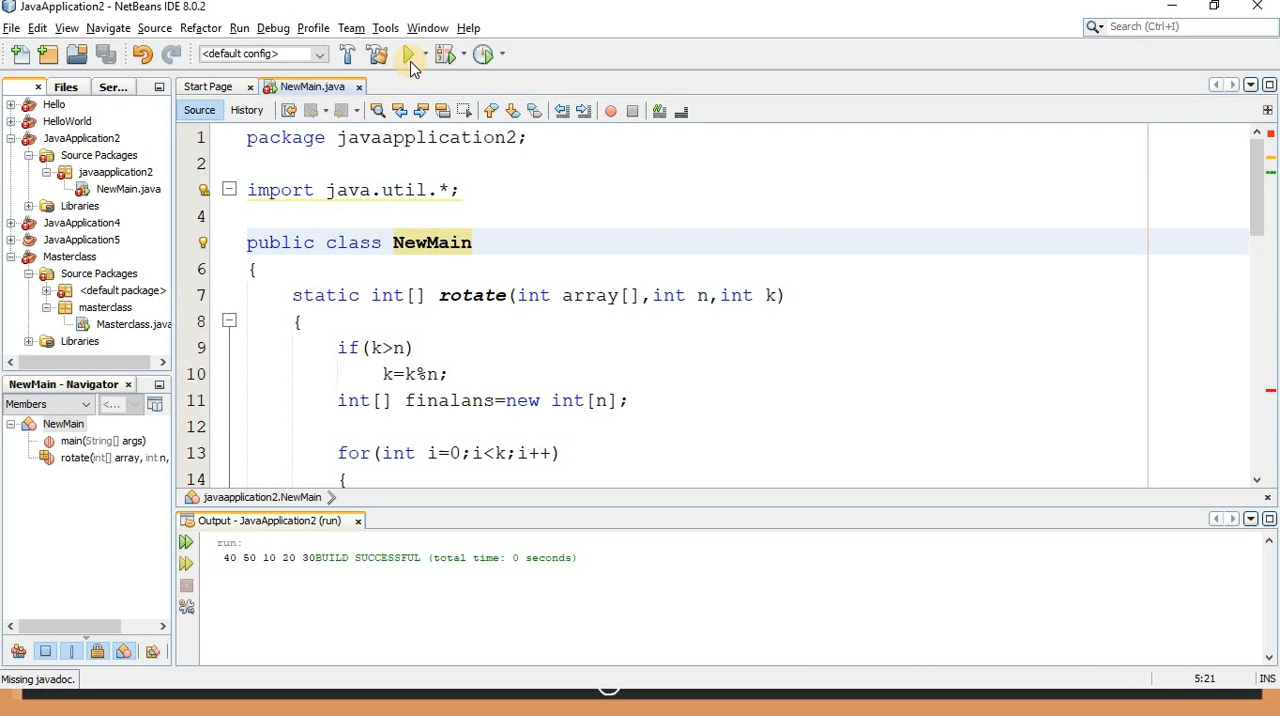 JavaApplication2 - NetBeans IDE 8.0.2
File Edit View Navigate Source Refactor Run Debug Profile Team Tools Window Help
Search (Ctrl+I)
<default config>
Files Ser...
Start Page NewMain.java
Source History
Hello
HelloWorld
JavaApplication2
Source Packages
javaapplication2
NewMain.java
Libraries
JavaApplication4
JavaApplication5
Masterclass
Source Packages
<default package>
masterclass
Masterclass.java
Libraries
1 package javaapplication2;
2
import java.util.*;
4
public class NewMain
6 {
7 static int[] rotate(int array[],int n,int k)
8 {
9 if(k>n)
10 k=k%n;
11 int[] finalans=new int[n];
12
13 for(int i=0;i<k;i++)
14 {
NewMain - Navigator
Members <...
NewMain
main(String[] args)
rotate(int[] array, int n,
javaapplication2.NewMain
Output - JavaApplication2 (run)
run:
40 50 10 20 30BUILD SUCCESSFUL (total time: 0 seconds)
Missing javadoc.
5:21 INS